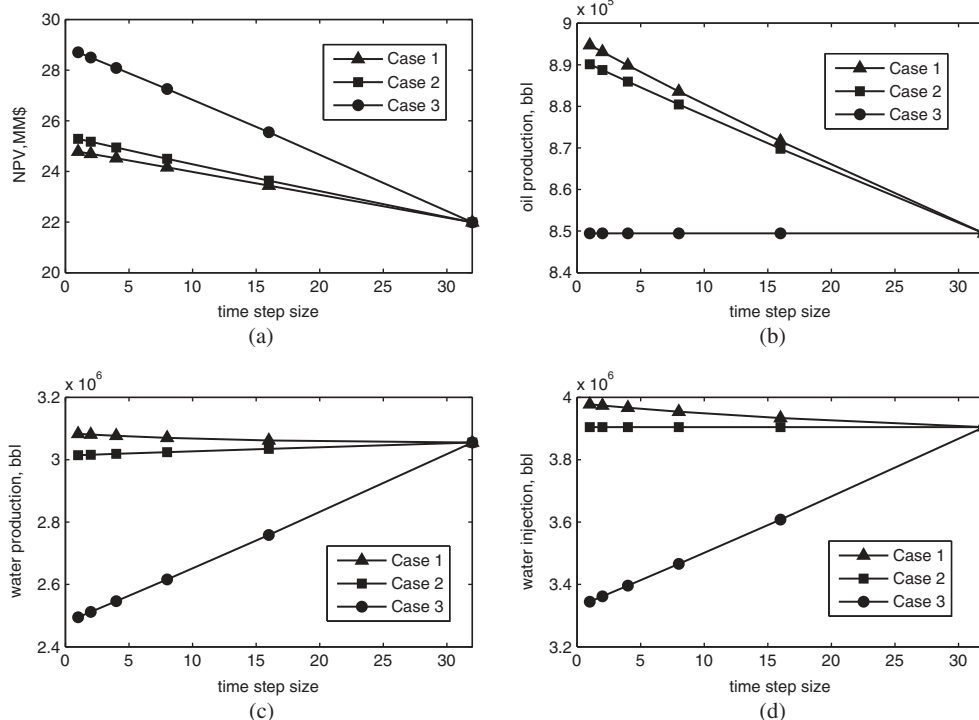 30
28
26
24
22
20
NPV,MM$
Case 1
Case 2
Case 3
0 5 10 15 20 25 30
time step size
(a)
x 10⁵
9
8.9
8.8
8.7
8.6
8.5
8.4
oil production, bbl
Case 1
Case 2
Case 3
0 5 10 15 20 25 30
time step size
(b)
x 10⁶
3.2
3
2.8
2.6
2.4
water production, bbl
Case 1
Case 2
Case 3
0 5 10 15 20 25 30
time step size
(c)
x 10⁶
4
3.8
3.6
3.4
3.2
water injection, bbl
Case 1
Case 2
Case 3
0 5 10 15 20 25 30
time step size
(d)